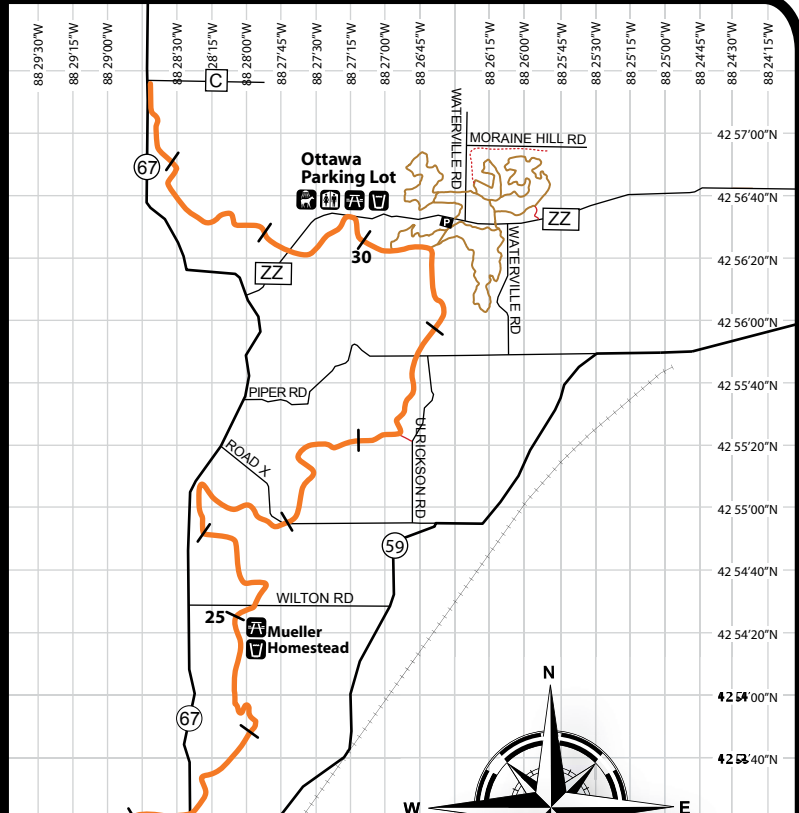 88 29'30"W
88 29'15"W
88 29'00"W
88 28'30"W
88 28'15"W
88 28'00"W
88 27'45"W
88 27'30"W
88 27'15"W
88 27'00"W
88 26'45"W
88 26'15"W
88 26'00"W
88 25'45"W
88 25'30"W
88 25'15"W
88 25'00"W
88 24'45"W
88 24'30"W
88 24'15"W
C
WATERVILLE RD
MORAINE HILL RD
42 57'00"N
67
Ottawa
Parking Lot
42 56'40"N
P
ZZ
30
ZZ
WATERVILLE RD
42 56'20"N
42 56'00"N
PIPER RD
42 55'40"N
ULRICKSON RD
ROAD X
42 55'20"N
42 55'00"N
59
42 54'40"N
WILTON RD
25
Mueller
Homestead
42 54'20"N
N
00"N
67
40"N
W
E